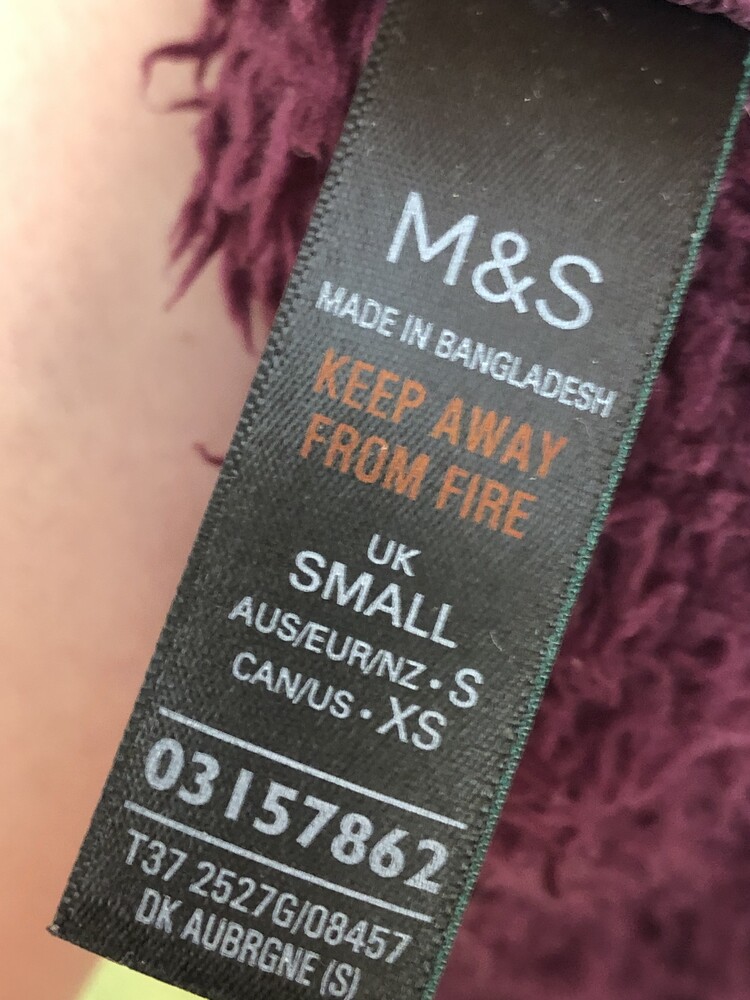 M&S
MADE IN BANGLADESH
KEEP AWAY
FROM FIRE
UK
SMALL
AUS/EUR/NZ • S
CAN/US • XS
03157862
T37 2527G/08457
DK AUBRGNE (S)